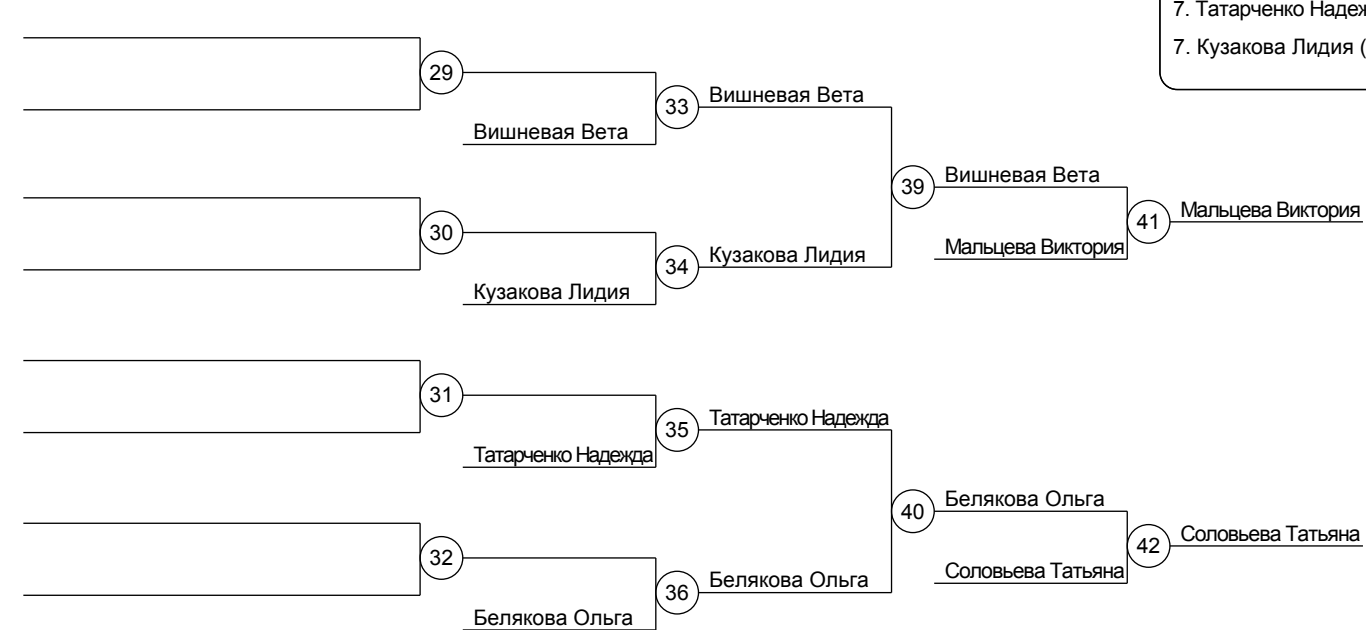 7. Татарченко
7. Кузакова Лидия (
29
33 Вишневая Вета
Вишневая Вета
39 Вишневая Вета
30
41 Мальцева Виктория
34 Кузакова Лидия
Мальцева Виктория
Кузакова Лидия
31
35 Татарченко Надежда
Татарченко Надежда
40 Белякова Ольга
32
42 Соловьева Татьяна
36 Белякова Ольга
Соловьева Татьяна
Белякова Ольга